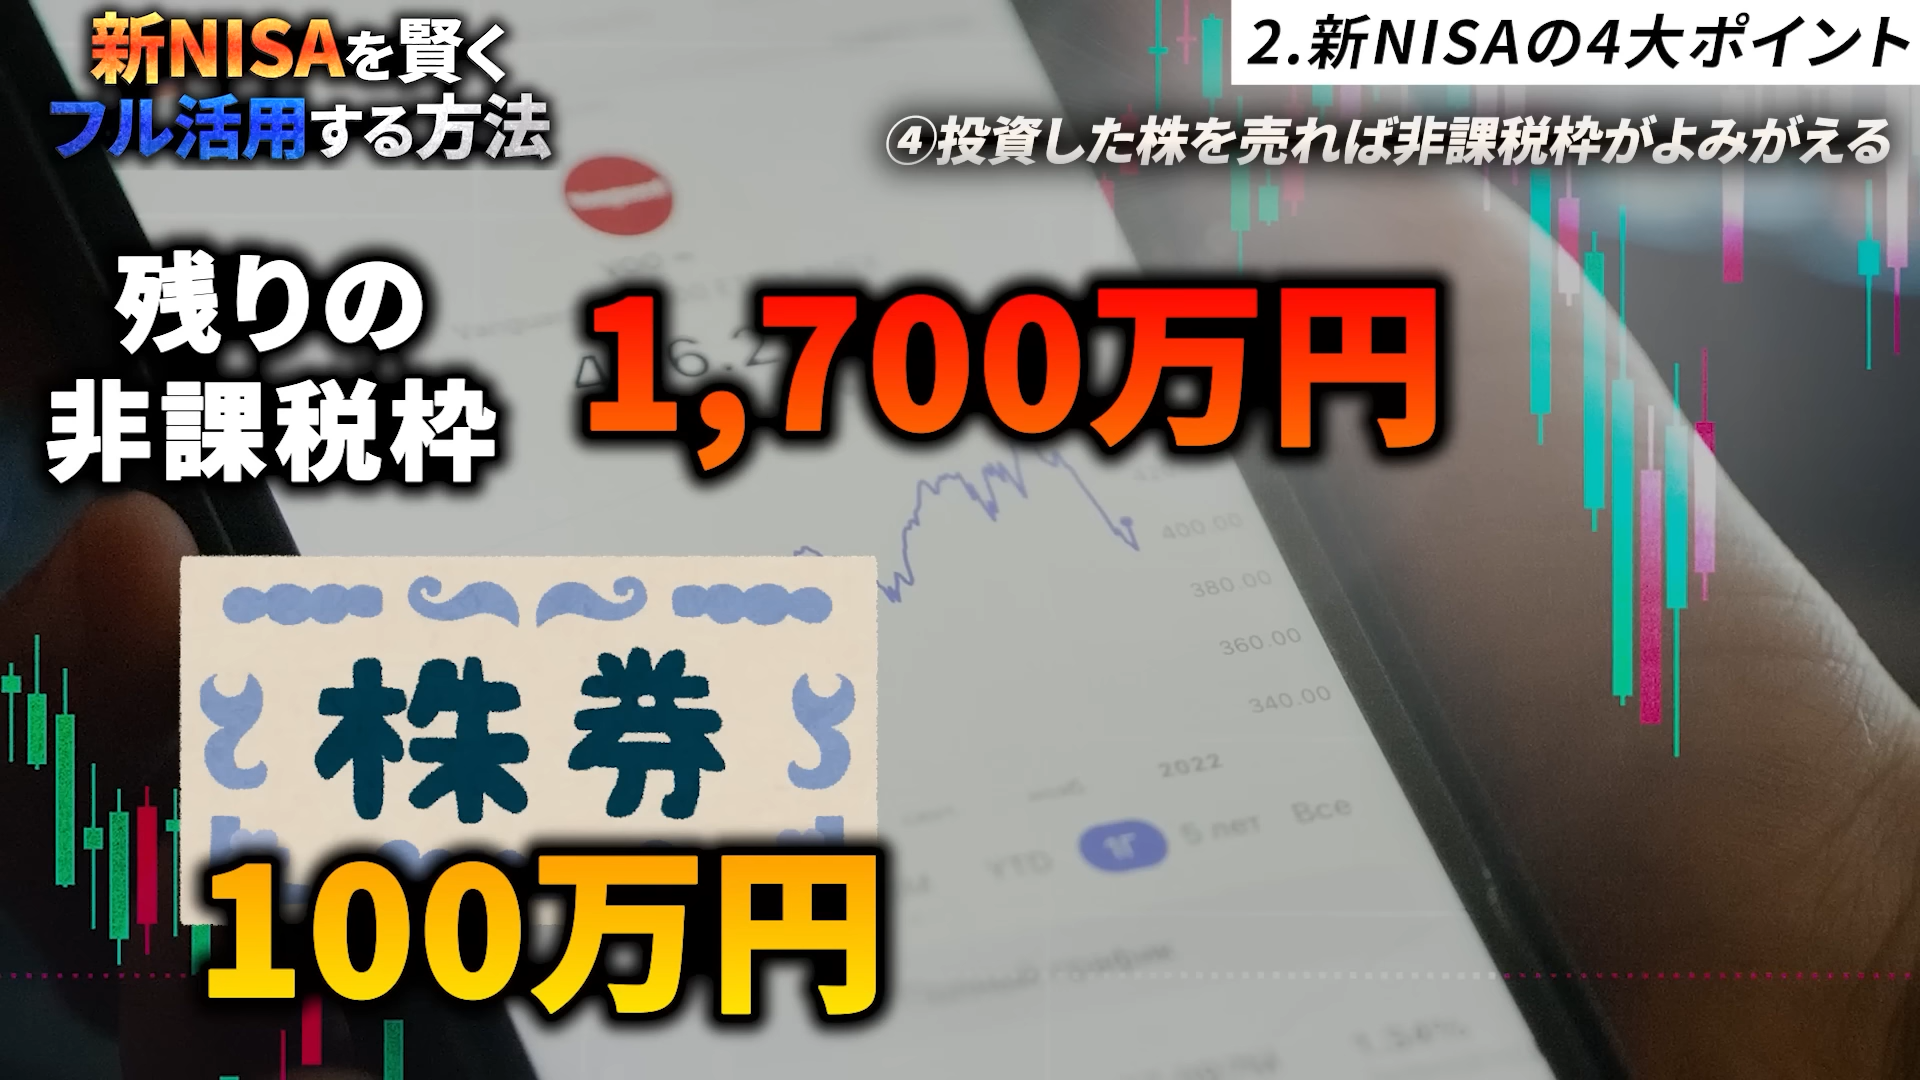 新NISAを賢く
フル活用する方法
2.新NISAの4大ポイント
④投資した株を売れば非課税枠がよみがえる
残りの
非課税枠
1,700万円
400.00
380.00
360.00
340.00
2022
YTD
1Г
5 лет
Все
株券
100万円